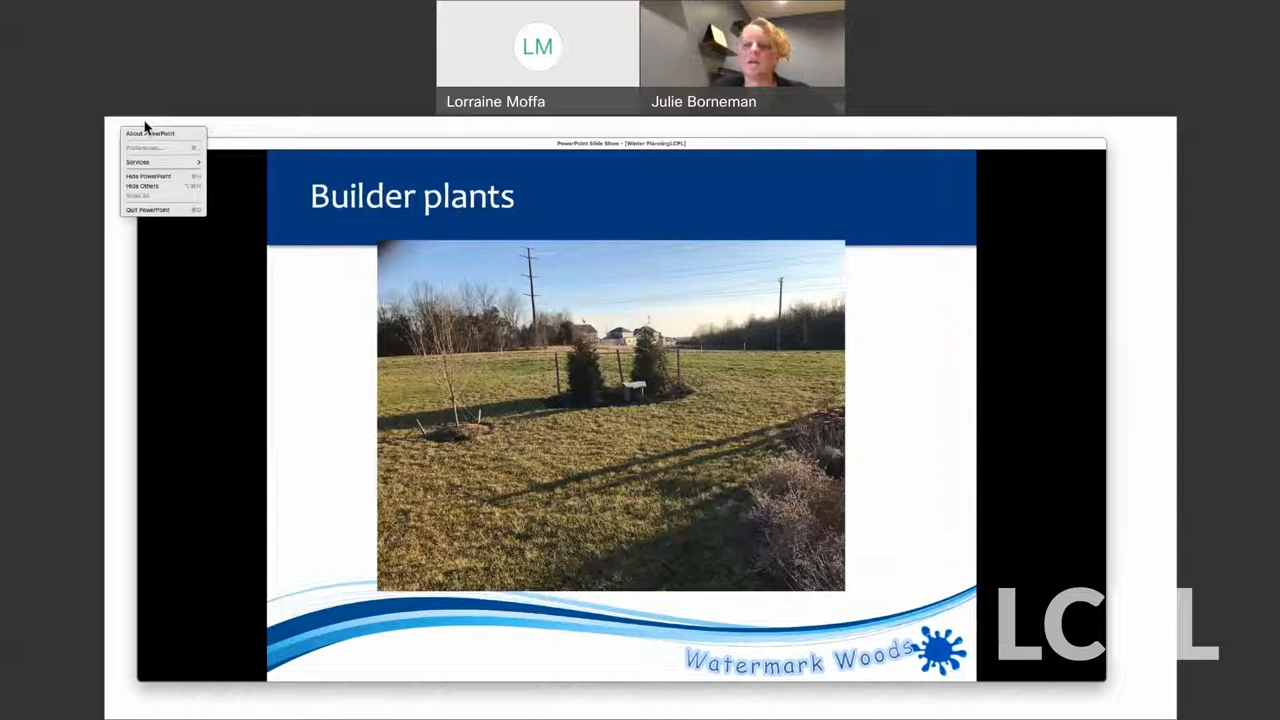 LM
Lorraine Moffa
Julie Borneman
About PowerPoint
Preferences...
Services
Hide PowerPoint
Hide Others
Show All
Quit PowerPoint
PowerPoint Slide Show - [Winter PlanningLCPL]
Builder plants
Watermark Woods
LCPL